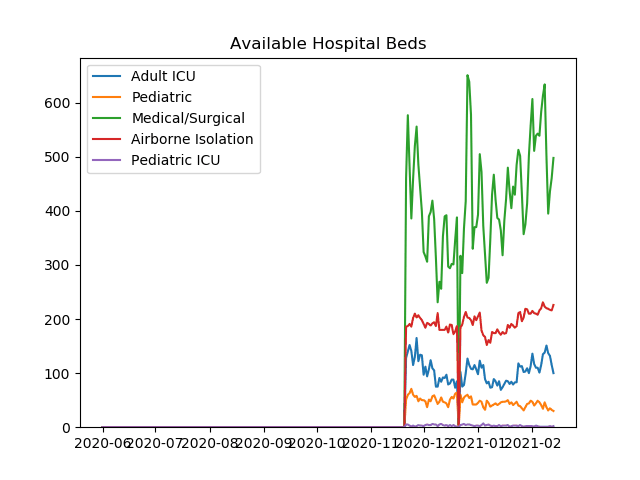 Available Hospital Beds
Adult ICU
Pediatric
Medical/Surgical
Airborne Isolation
Pediatric ICU
600
500
400
300
200
100
0
2020-06 2020-07 2020-08 2020-09 2020-10 2020-11 2020-12 2021-01 2021-02